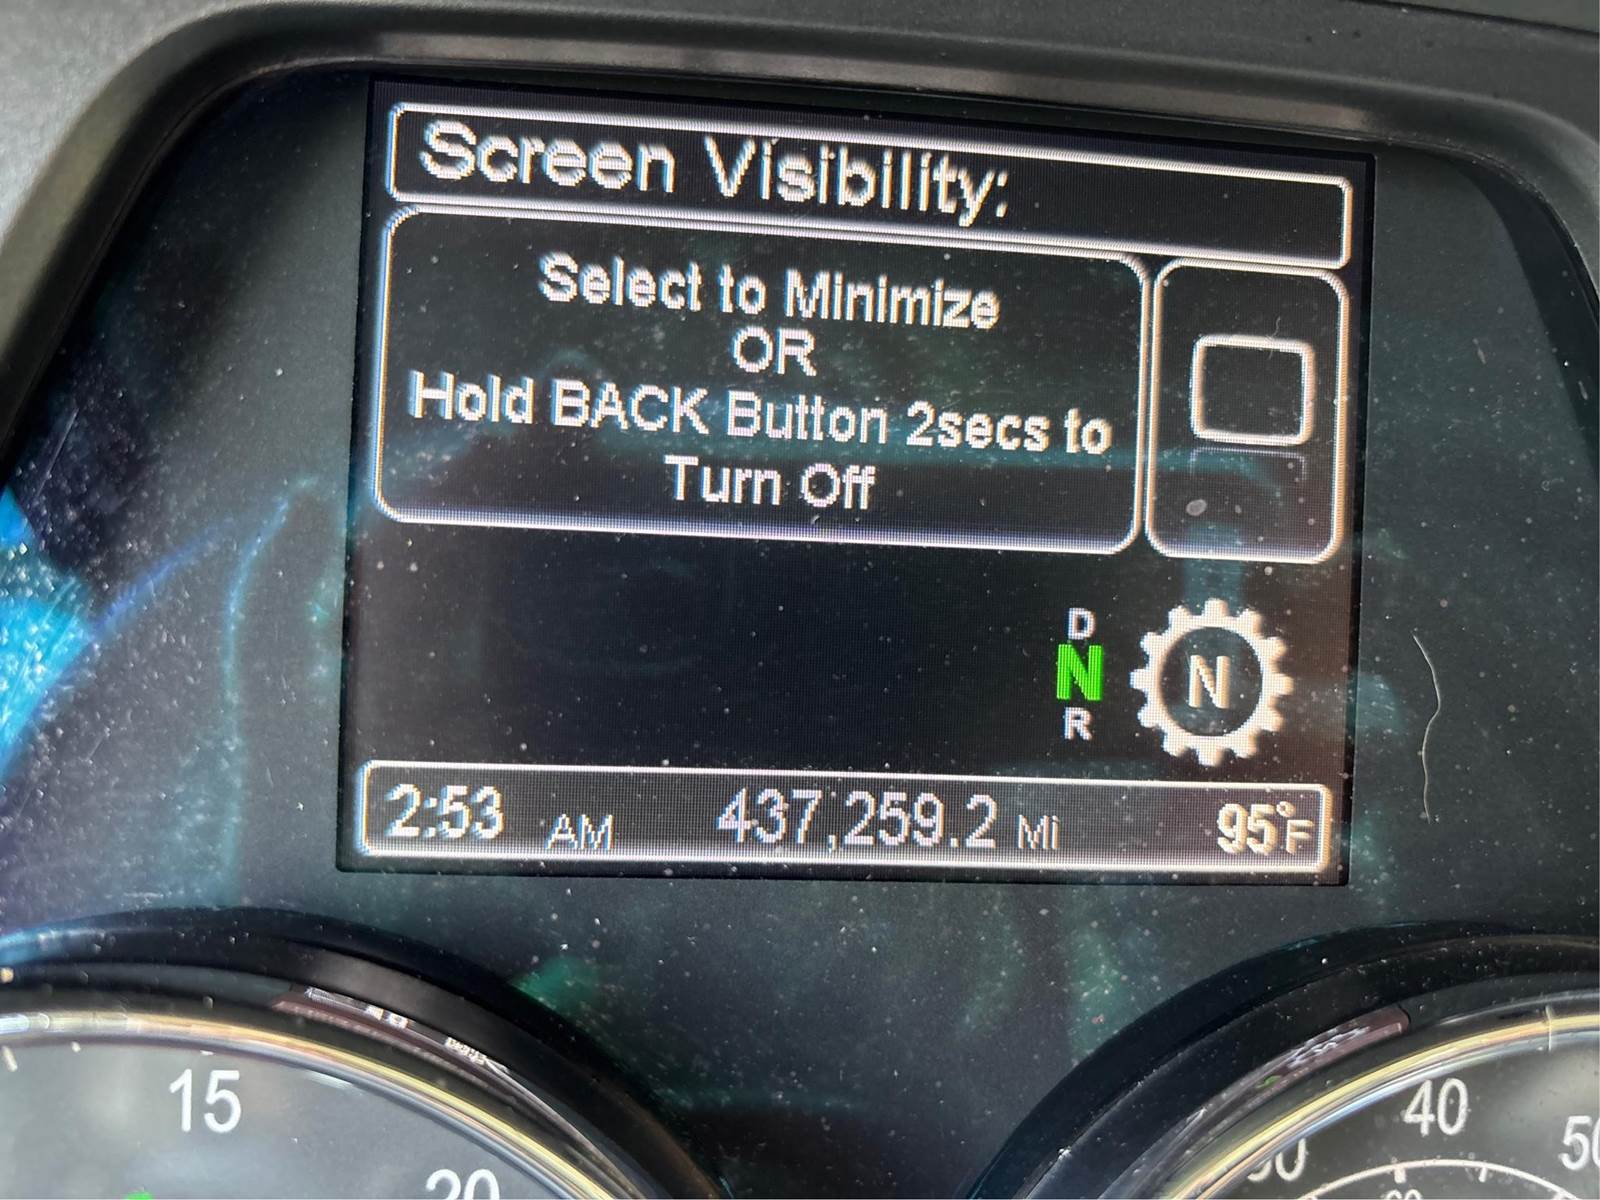 Screen Visibility:
Select to Minimize
OR
Hold BACK Button 2secs to
Turn Off
D
N
R
N
2:53 AM 437,259.2 Mi 95°F
15
20
40